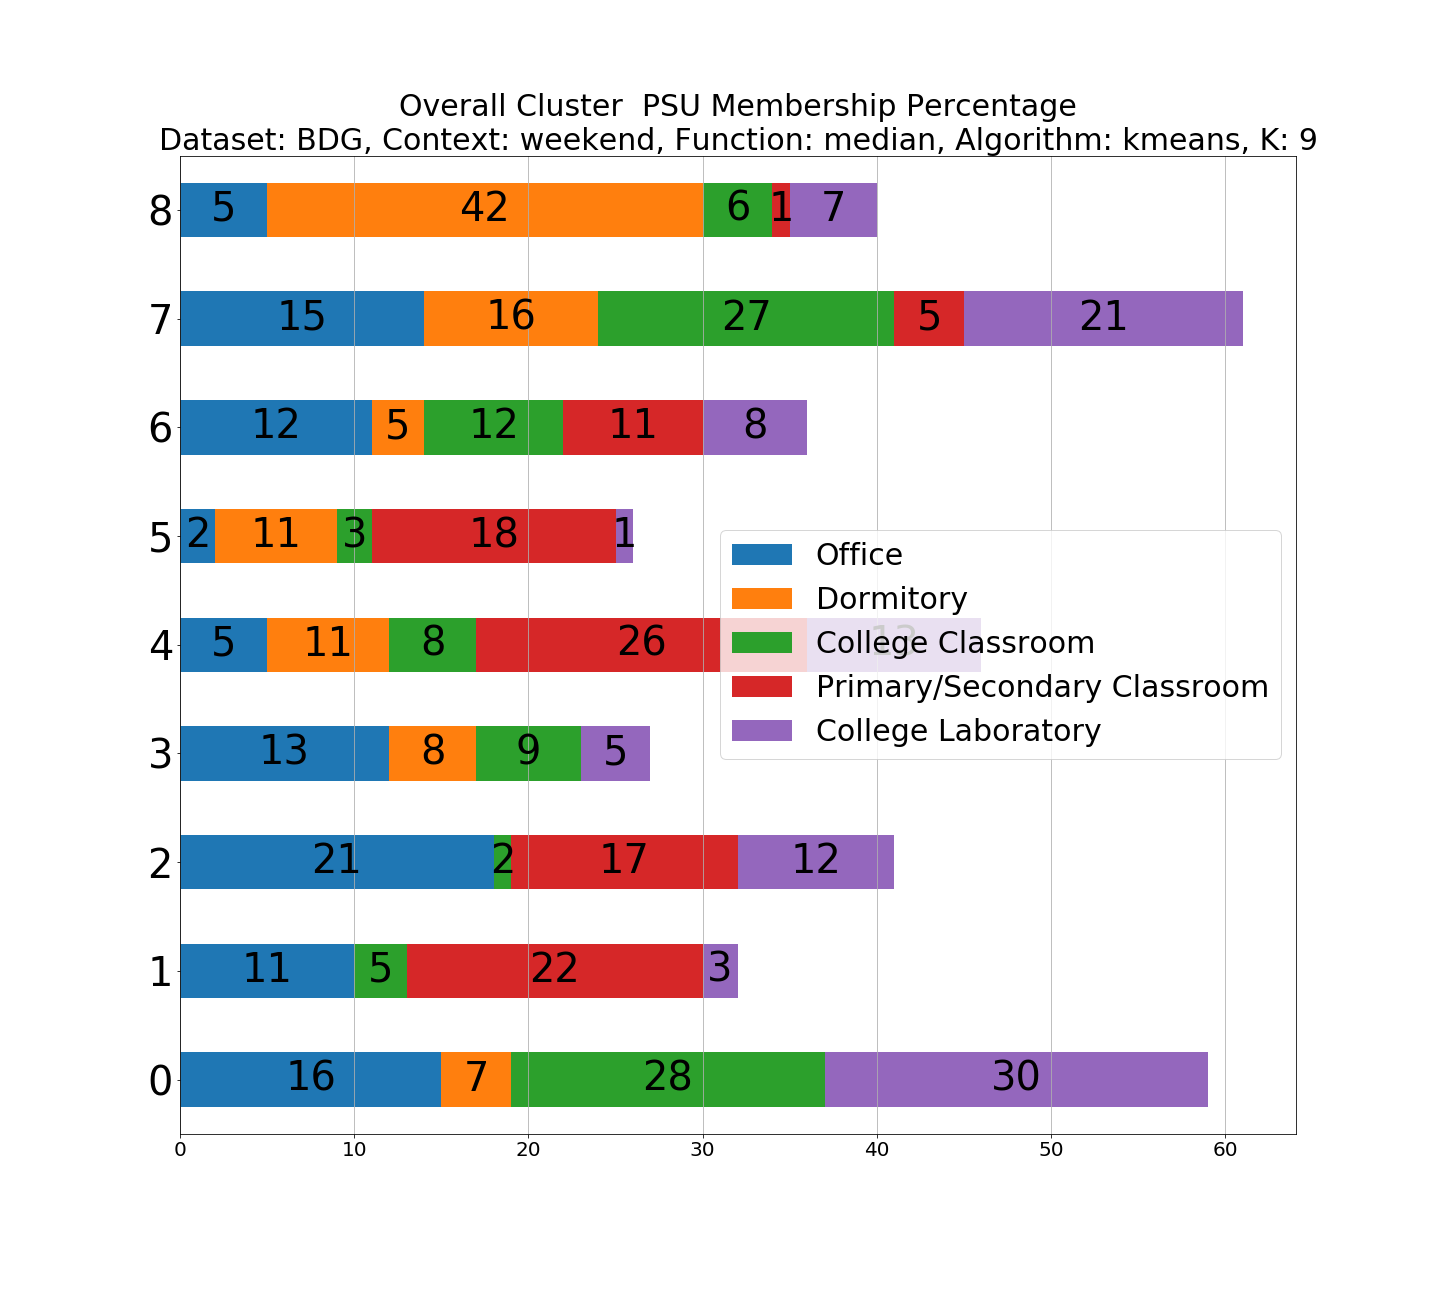 Overall Cluster  PSU Membership Percentage
Dataset: BDG, Context: weekend, Function: median, Algorithm: kmeans, K: 9
8 5 42 6 1 7
7 15 16 27 5 21
6 12 5 12 11 8
5 2 11 3 18 1
Office
Dormitory
4 5 11 8 26
College Classroom
Primary/Secondary Classroom
College Laboratory
3 13 8 9 5
2 21 2 17 12
1 11 5 22 3
0 16 7 28 30
0 10 20 30 40 50 60